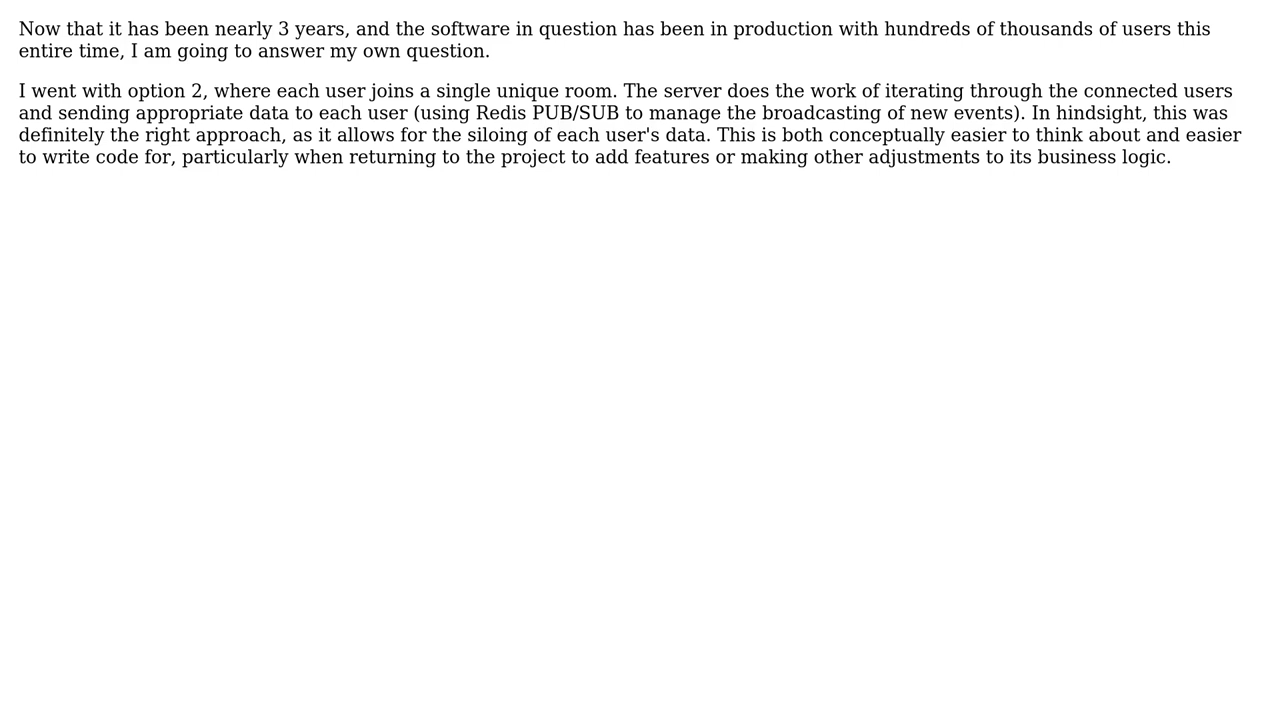 Now that it has been nearly 3 years, and the software in question has been in production with hundreds of thousands of users this
entire time, I am going to answer my own question.
I went with option 2, where each user joins a single unique room. The server does the work of iterating through the connected users
and sending appropriate data to each user (using Redis PUB/SUB to manage the broadcasting of new events). In hindsight, this was
definitely the right approach, as it allows for the siloing of each user's data. This is both conceptually easier to think about and easier
to write code for, particularly when returning to the project to add features or making other adjustments to its business logic.